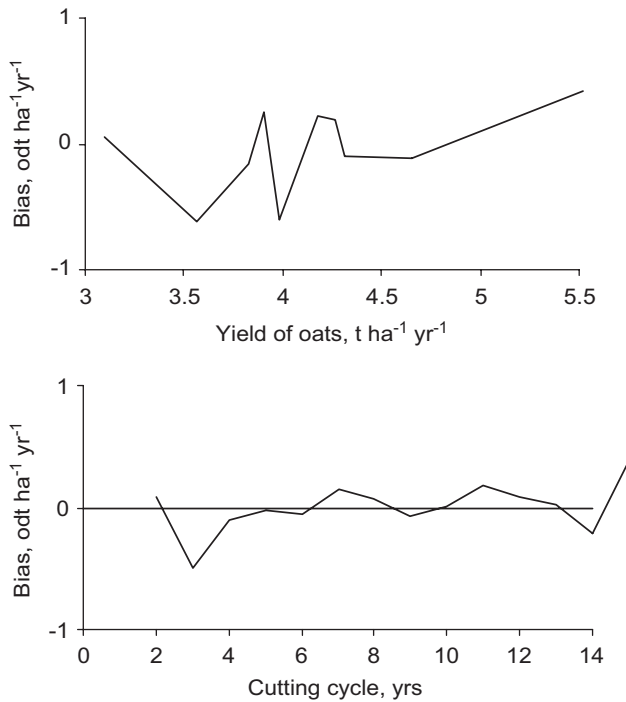 1
0
-1
Bias, odt ha⁻¹yr⁻¹
3 3.5 4 4.5 5 5.5
Yield of oats, t ha⁻¹ yr⁻¹
1
0
-1
Bias, odt ha⁻¹ yr⁻¹
0 2 4 6 8 10 12 14
Cutting cycle, yrs